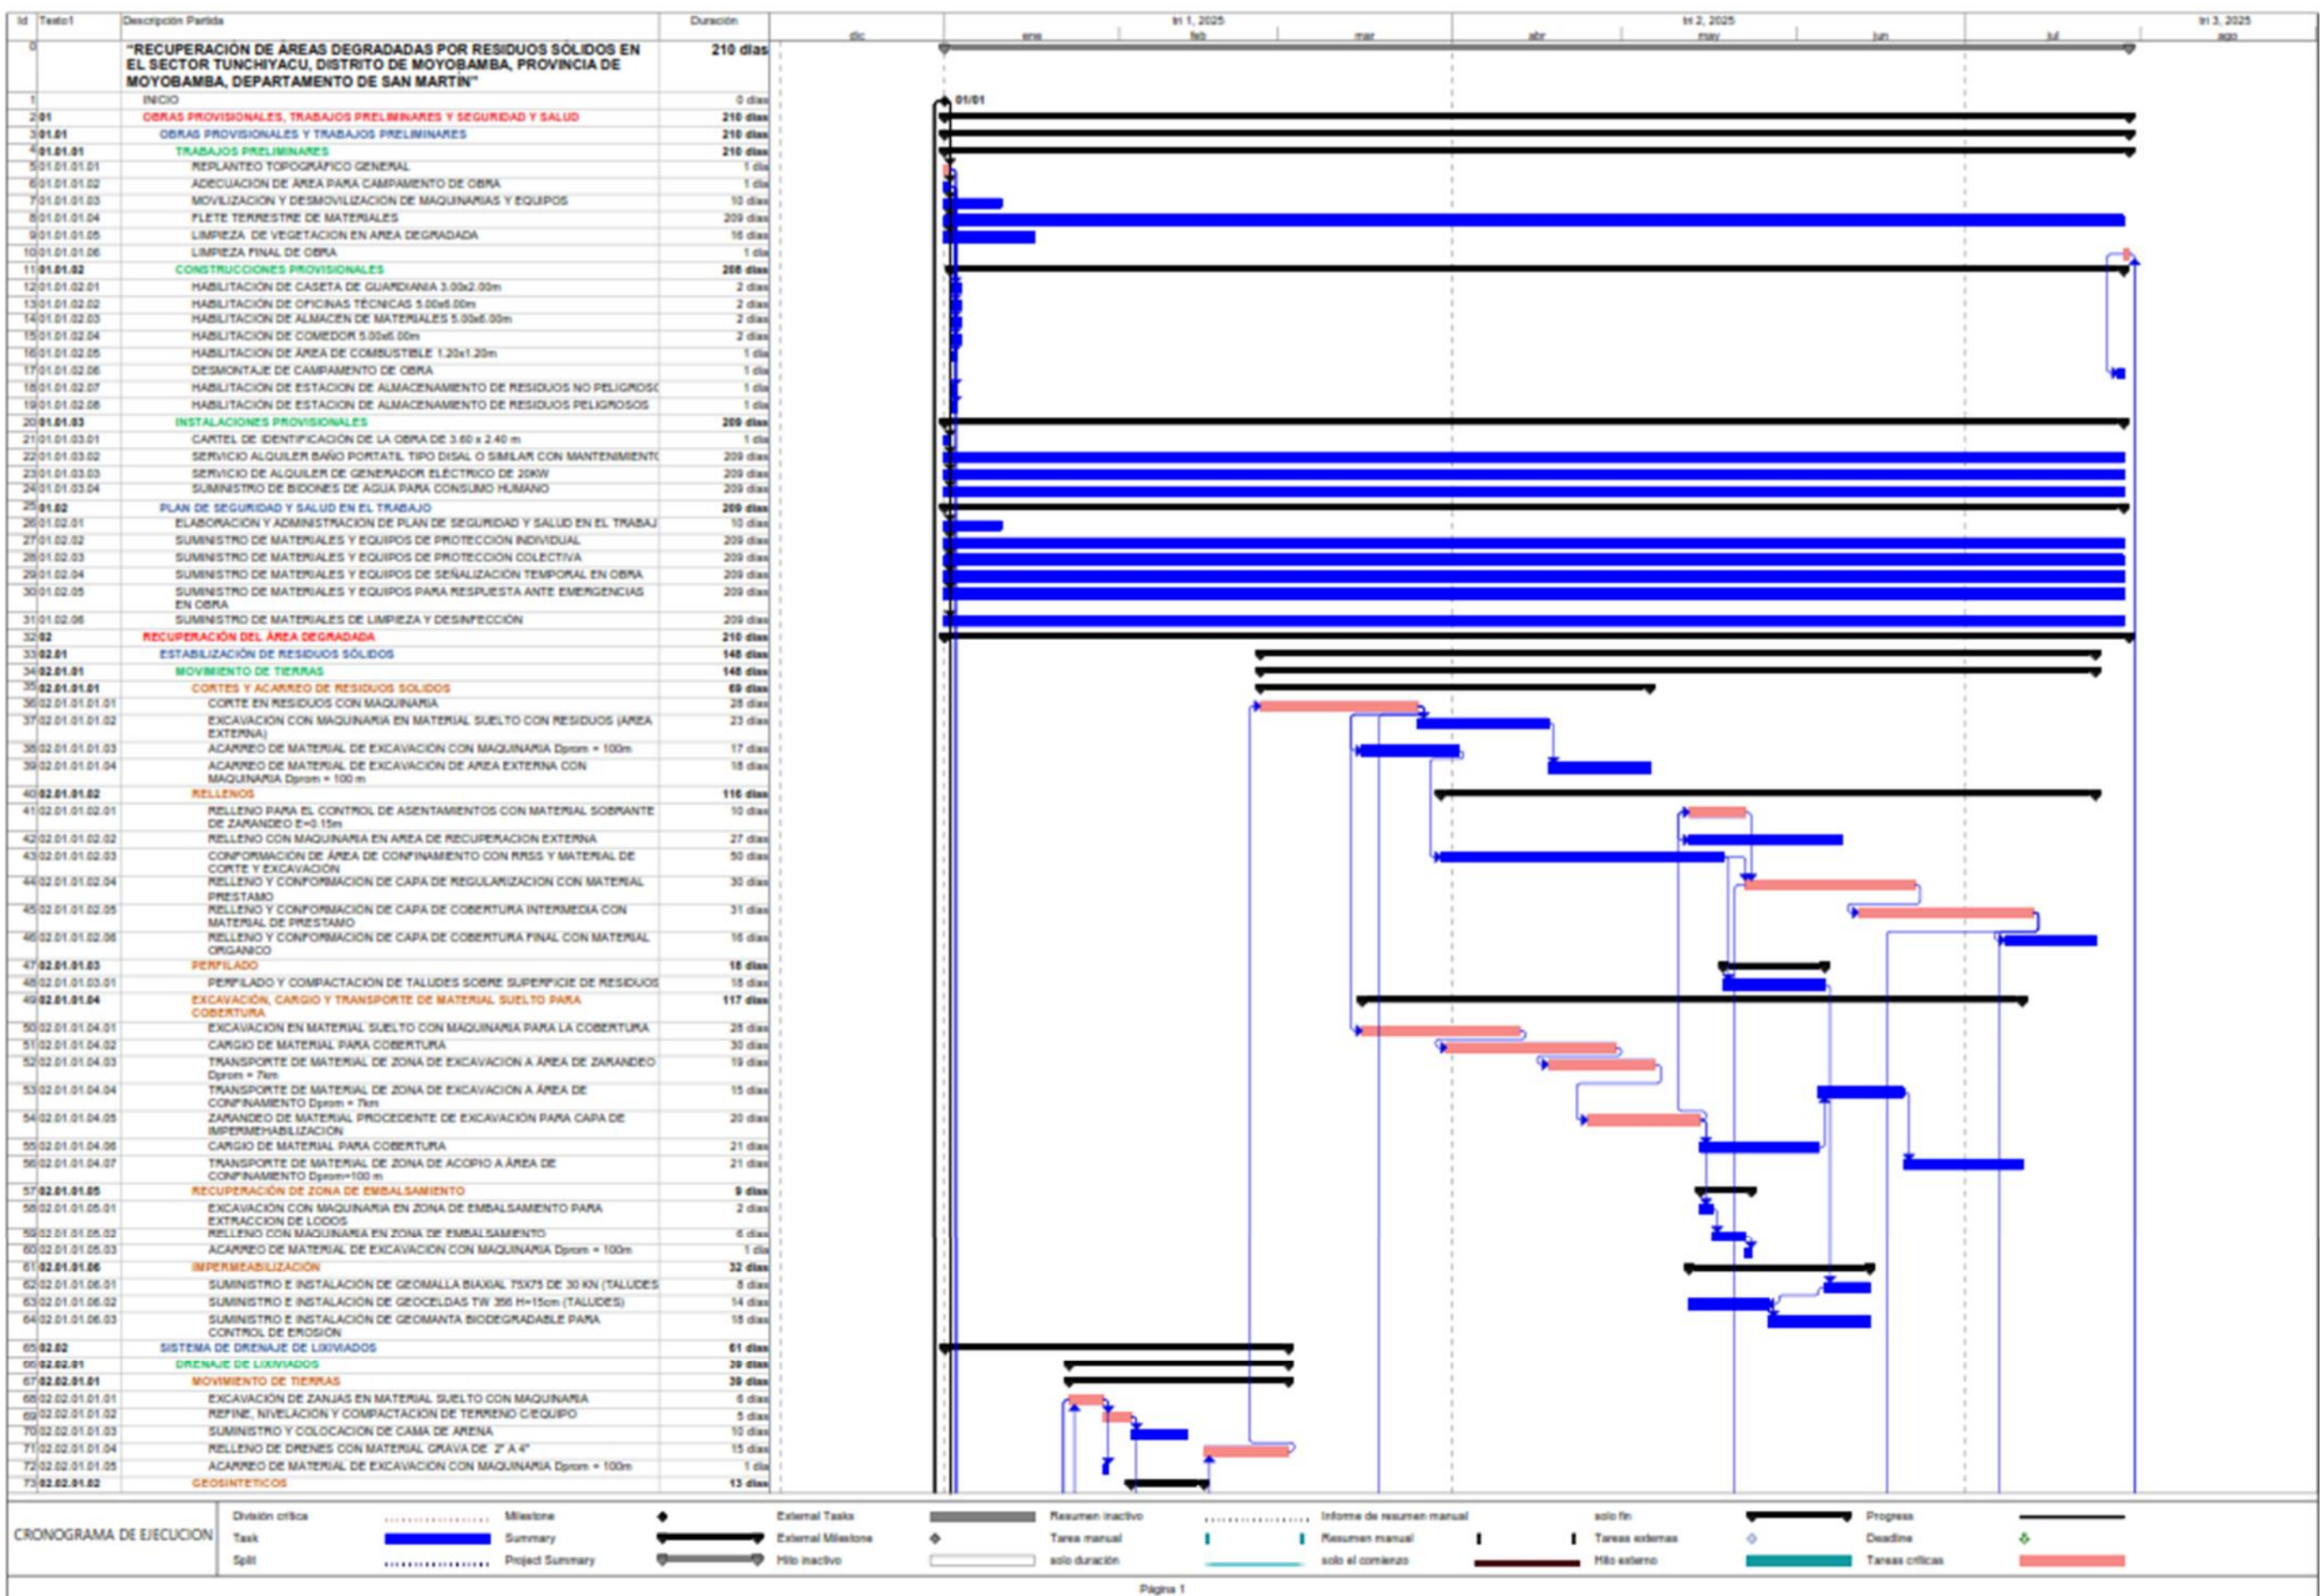 Id Texto1 Descripción Partida Duración tri 1, 2025 tri 2, 2025 tri 3, 2025
dic ene feb mar abr may jun jul ago
0 "RECUPERACIÓN DE ÁREAS DEGRADADAS POR RESIDUOS SÓLIDOS EN 210 días
EL SECTOR TUNCHIYACU, DISTRITO DE MOYOBAMBA, PROVINCIA DE
MOYOBAMBA, DEPARTAMENTO DE SAN MARTÍN"
1 INICIO 0 días 01/01
2 01 OBRAS PROVISIONALES, TRABAJOS PRELIMINARES Y SEGURIDAD Y SALUD 210 días
3 01.01 OBRAS PROVISIONALES Y TRABAJOS PRELIMINARES 210 días
4 01.01.01 TRABAJOS PRELIMINARES 210 días
5 01.01.01.01 REPLANTEO TOPOGRÁFICO GENERAL 1 día
6 01.01.01.02 ADECUACIÓN DE ÁREA PARA CAMPAMENTO DE OBRA 1 día
7 01.01.01.03 MOVILIZACIÓN Y DESMOVILIZACIÓN DE MAQUINARIAS Y EQUIPOS 10 días
8 01.01.01.04 FLETE TERRESTRE DE MATERIALES 209 días
9 01.01.01.05 LIMPIEZA DE VEGETACION EN AREA DEGRADADA 16 días
10 01.01.01.06 LIMPIEZA FINAL DE OBRA 1 día
11 01.01.02 CONSTRUCCIONES PROVISIONALES 208 días
12 01.01.02.01 HABILITACIÓN DE CASETA DE GUARDIANIA 3.00x2.00m 2 días
13 01.01.02.02 HABILITACIÓN DE OFICINAS TÉCNICAS 5.00x6.00m 2 días
14 01.01.02.03 HABILITACIÓN DE ALMACEN DE MATERIALES 5.00x6.00m 2 días
15 01.01.02.04 HABILITACIÓN DE COMEDOR 5.00x6.00m 2 días
16 01.01.02.05 HABILITACIÓN DE ÁREA DE COMBUSTIBLE 1.20x1.20m 1 día
17 01.01.02.06 DESMONTAJE DE CAMPAMENTO DE OBRA 1 día
18 01.01.02.07 HABILITACIÓN DE ESTACION DE ALMACENAMIENTO DE RESIDUOS NO PELIGROSO 1 día
19 01.01.02.08 HABILITACIÓN DE ESTACION DE ALMACENAMIENTO DE RESIDUOS PELIGROSOS 1 día
20 01.01.03 INSTALACIONES PROVISIONALES 209 días
21 01.01.03.01 CARTEL DE IDENTIFICACIÓN DE LA OBRA DE 3.60 x 2.40 m 1 día
22 01.01.03.02 SERVICIO ALQUILER BAÑO PORTATIL TIPO DISAL O SIMILAR CON MANTENIMIENTO 209 días
23 01.01.03.03 SERVICIO DE ALQUILER DE GENERADOR ELÉCTRICO DE 20KW 209 días
24 01.01.03.04 SUMINISTRO DE BIDONES DE AGUA PARA CONSUMO HUMANO 209 días
25 01.02 PLAN DE SEGURIDAD Y SALUD EN EL TRABAJO 209 días
26 01.02.01 ELABORACIÓN Y ADMINISTRACIÓN DE PLAN DE SEGURIDAD Y SALUD EN EL TRABAJ 10 días
27 01.02.02 SUMINISTRO DE MATERIALES Y EQUIPOS DE PROTECCIÓN INDIVIDUAL 209 días
28 01.02.03 SUMINISTRO DE MATERIALES Y EQUIPOS DE PROTECCIÓN COLECTIVA 209 días
29 01.02.04 SUMINISTRO DE MATERIALES Y EQUIPOS DE SEÑALIZACIÓN TEMPORAL EN OBRA 209 días
30 01.02.05 SUMINISTRO DE MATERIALES Y EQUIPOS PARA RESPUESTA ANTE EMERGENCIAS 209 días
EN OBRA
31 01.02.06 SUMINISTRO DE MATERIALES DE LIMPIEZA Y DESINFECCIÓN 209 días
32 02 RECUPERACIÓN DEL ÁREA DEGRADADA 210 días
33 02.01 ESTABILIZACIÓN DE RESIDUOS SÓLIDOS 148 días
34 02.01.01 MOVIMIENTO DE TIERRAS 148 días
35 02.01.01.01 CORTES Y ACARREO DE RESIDUOS SOLIDOS 69 días
36 02.01.01.01.01 CORTE EN RESIDUOS CON MAQUINARIA 28 días
37 02.01.01.01.02 EXCAVACIÓN CON MAQUINARIA EN MATERIAL SUELTO CON RESIDUOS (AREA 23 días
EXTERNA)
38 02.01.01.01.03 ACARREO DE MATERIAL DE EXCAVACIÓN CON MAQUINARIA Dprom = 100m 17 días
39 02.01.01.01.04 ACARREO DE MATERIAL DE EXCAVACIÓN DE AREA EXTERNA CON 18 días
MAQUINARIA Dprom = 100 m
40 02.01.01.02 RELLENOS 116 días
41 02.01.01.02.01 RELLENO PARA EL CONTROL DE ASENTAMIENTOS CON MATERIAL SOBRANTE 10 días
DE ZARANDEO E=0.15m
42 02.01.01.02.02 RELLENO CON MAQUINARIA EN AREA DE RECUPERACION EXTERNA 27 días
43 02.01.01.02.03 CONFORMACIÓN DE ÁREA DE CONFINAMIENTO CON RRSS Y MATERIAL DE 50 días
CORTE Y EXCAVACIÓN
44 02.01.01.02.04 RELLENO Y CONFORMACION DE CAPA DE REGULARIZACION CON MATERIAL 30 días
PRESTAMO
45 02.01.01.02.05 RELLENO Y CONFORMACION DE CAPA DE COBERTURA INTERMEDIA CON 31 días
MATERIAL DE PRESTAMO
46 02.01.01.02.06 RELLENO Y CONFORMACION DE CAPA DE COBERTURA FINAL CON MATERIAL 16 días
ORGANICO
47 02.01.01.03 PERFILADO 18 días
48 02.01.01.03.01 PERFILADO Y COMPACTACIÓN DE TALUDES SOBRE SUPERFICIE DE RESIDUOS 18 días
49 02.01.01.04 EXCAVACIÓN, CARGIO Y TRANSPORTE DE MATERIAL SUELTO PARA 117 días
COBERTURA
50 02.01.01.04.01 EXCAVACION EN MATERIAL SUELTO CON MAQUINARIA PARA LA COBERTURA 28 días
51 02.01.01.04.02 CARGIO DE MATERIAL PARA COBERTURA 30 días
52 02.01.01.04.03 TRANSPORTE DE MATERIAL DE ZONA DE EXCAVACION A ÁREA DE ZARANDEO 19 días
Dprom = 7km
53 02.01.01.04.04 TRANSPORTE DE MATERIAL DE ZONA DE EXCAVACION A ÁREA DE 15 días
CONFINAMIENTO Dprom = 7km
54 02.01.01.04.05 ZARANDEO DE MATERIAL PROCEDENTE DE EXCAVACIÓN PARA CAPA DE 20 días
IMPERMEHABILIZACIÓN
55 02.01.01.04.06 CARGIO DE MATERIAL PARA COBERTURA 21 días
56 02.01.01.04.07 TRANSPORTE DE MATERIAL DE ZONA DE ACOPIO A ÁREA DE 21 días
CONFINAMIENTO Dprom=100 m
57 02.01.01.05 RECUPERACIÓN DE ZONA DE EMBALSAMIENTO 9 días
58 02.01.01.05.01 EXCAVACIÓN CON MAQUINARIA EN ZONA DE EMBALSAMIENTO PARA 2 días
EXTRACCION DE LODOS
59 02.01.01.05.02 RELLENO CON MAQUINARIA EN ZONA DE EMBALSAMIENTO 6 días
60 02.01.01.05.03 ACARREO DE MATERIAL DE EXCAVACIÓN CON MAQUINARIA Dprom = 100m 1 día
61 02.01.01.06 IMPERMEABILIZACIÓN 32 días
62 02.01.01.06.01 SUMINISTRO E INSTALACIÓN DE GEOMALLA BIAXIAL 75X75 DE 30 KN (TALUDES 8 días
63 02.01.01.06.02 SUMINISTRO E INSTALACIÓN DE GEOCELDAS TW 356 H=15cm (TALUDES) 14 días
64 02.01.01.06.03 SUMINISTRO E INSTALACIÓN DE GEOMANTA BIODEGRADABLE PARA 18 días
CONTROL DE EROSIÓN
65 02.02 SISTEMA DE DRENAJE DE LIXIVIADOS 61 días
66 02.02.01 DRENAJE DE LIXIVIADOS 39 días
67 02.02.01.01 MOVIMIENTO DE TIERRAS 39 días
68 02.02.01.01.01 EXCAVACIÓN DE ZANJAS EN MATERIAL SUELTO CON MAQUINARIA 6 días
69 02.02.01.01.02 REFINE, NIVELACION Y COMPACTACIÓN DE TERRENO C/EQUIPO 5 días
70 02.02.01.01.03 SUMINISTRO Y COLOCACION DE CAMA DE ARENA 10 días
71 02.02.01.01.04 RELLENO DE DRENES CON MATERIAL GRAVA DE 2" A 4" 15 días
72 02.02.01.01.05 ACARREO DE MATERIAL DE EXCAVACIÓN CON MAQUINARIA Dprom = 100m 1 día
73 02.02.01.02 GEOSINTETICOS 13 días
CRONOGRAMA DE EJECUCION
División crítica Milestone External Tasks Resumen inactivo Informe de resumen manual solo fin Progress
Task Summary External Milestone Tarea manual Resumen manual Tareas externas Deadline
Split Project Summary Hito inactivo solo duración solo el comienzo Hito externo Tareas críticas
Página 1